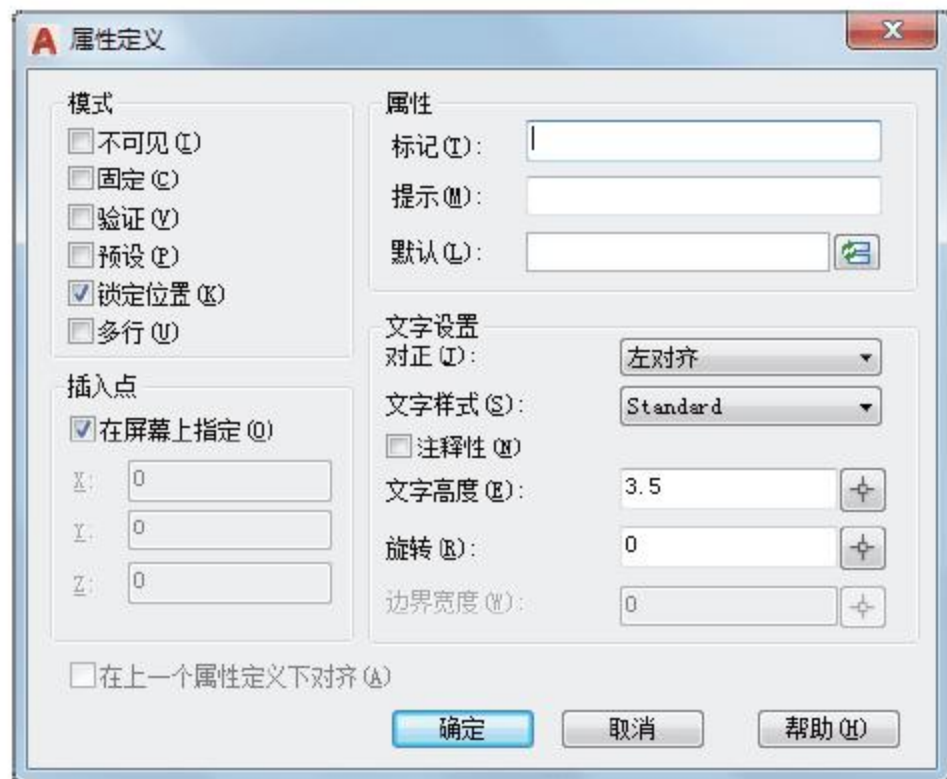 属性定义
模式
不可见(I)
固定(C)
验证(V)
预设(P)
锁定位置(K)
多行(U)
插入点
在屏幕上指定(O)
X: 0
Y: 0
Z: 0
属性
标记(T):
提示(M):
默认(L):
文字设置
对正(J): 左对齐
文字样式(S): Standard
注释性(N)
文字高度(E): 3.5
旋转(R): 0
边界宽度(W): 0
在上一个属性定义下对齐(A)
确定 取消 帮助(H)